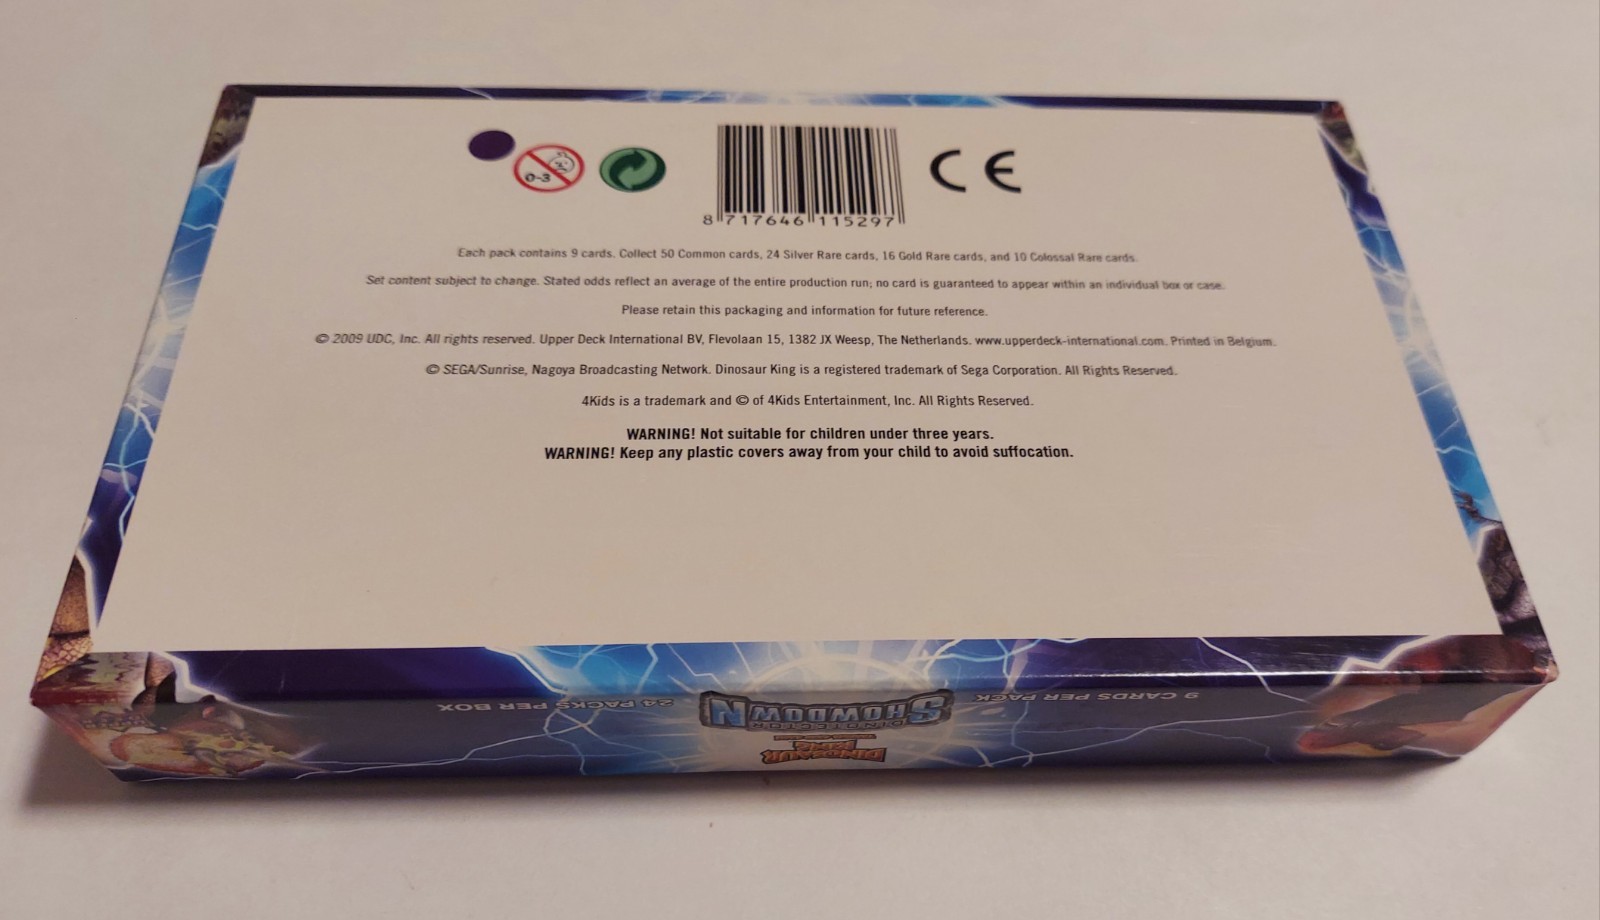 0-3
8 717646 115297
CE
Each pack contains 9 cards. Collect 50 Common cards, 24 Silver Rare cards, 16 Gold Rare cards, and 10 Colossal Rare cards.
Set content subject to change. Stated odds reflect an average of the entire production run; no card is guaranteed to appear within an individual box or case.
Please retain this packaging and information for future reference.
© 2009 UDC, Inc. All rights reserved. Upper Deck International BV, Flevolaan 15, 1382 JX Weesp, The Netherlands. www.upperdeck-international.com. Printed in Belgium.
© SEGA/Sunrise, Nagoya Broadcasting Network. Dinosaur King is a registered trademark of Sega Corporation. All Rights Reserved.
4Kids is a trademark and © of 4Kids Entertainment, Inc. All Rights Reserved.
WARNING! Not suitable for children under three years.
WARNING! Keep any plastic covers away from your child to avoid suffocation.
DINOSAUR
KING
SHOWDOWN
9 CARDS PER PACK
24 PACKS PER BOX